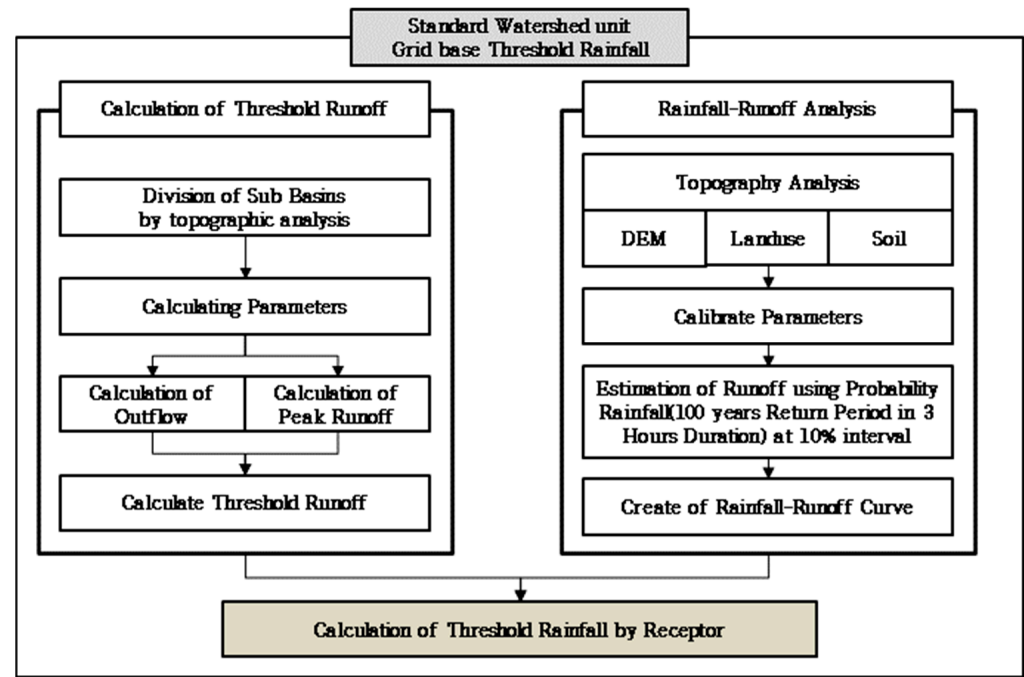 Standard Watershed unit
Grid base Threshold Rainfall
Calculation of Threshold Runoff
Division of Sub Basins
by topographic analysis
Calculating Parameters
Calculation of
Outflow
Calculation of
Peak Runoff
Calculate Threshold Runoff
Rainfall-Runoff Analysis
Topography Analysis
DEM
Landuse
Soil
Calibrate Parameters
Estimation of Runoff using Probability
Rainfall(100 years Return Period in 3
Hours Duration) at 10% interval
Create of Rainfall-Runoff Curve
Calculation of Threshold Rainfall by Receptor